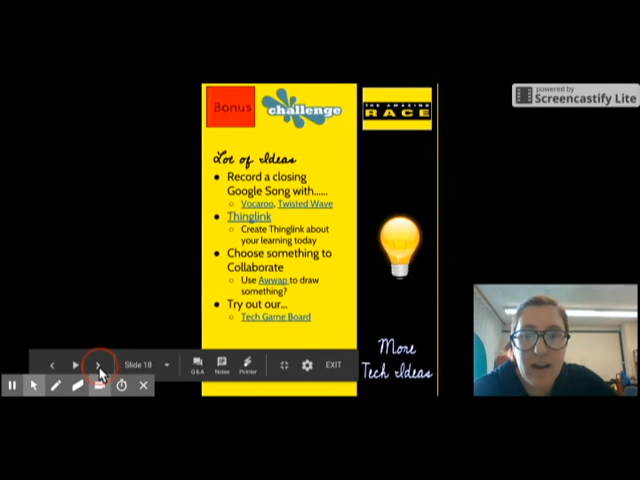 powered by
Screencastify Lite
Bonus
challenge
THE AMAZING
RACE
Lot of Ideas
● Record a closing
Google Song with......
○ Vocaroo, Twisted Wave
● Thinglink
○ Create Thinglink about
your learning today
● Choose something to
Collaborate
○ Use Awwap to draw
something?
● Try out our...
○ Tech Game Board
More
Tech Ideas
Slide 18
Q&A
Notes
Pointer
EXIT